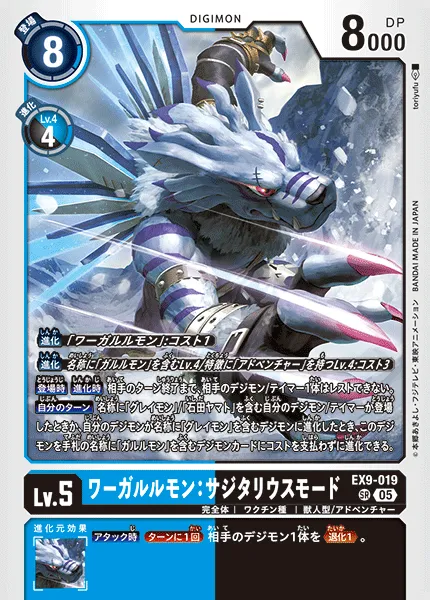 DIGIMON
登場
8
DP
8000
進化
Lv.4
4
toriyufu
© 本郷あきよし・フジテレビ・東映アニメーション BANDAI MADE IN JAPAN
進化 「ワーガルルモン」:コスト1
進化 名称に「ガルルモン」を含むLv.4/特徴に「アドベンチャー」を持つLv.4:コスト3
登場時 進化時 相手のターン終了まで、相手のデジモン/テイマー1体はレストできない。
自分のターン 名称に「グレイモン」/「石田ヤマト」を含む自分のデジモン/テイマーが登場
したときか、自分のデジモンが名称に「グレイモン」を含むデジモンに進化したとき、このデジ
モンを手札の名称に「ガルルモン」を含むデジモンカードにコストを支払わずに進化できる。
Lv.5
ワーガルルモン:サジタリウスモード
EX9-019
SR 05
完全体 | ワクチン種 | 獣人型/アドベンチャー
進化元効果
アタック時 ターンに1回 相手のデジモン1体を 退化1 。